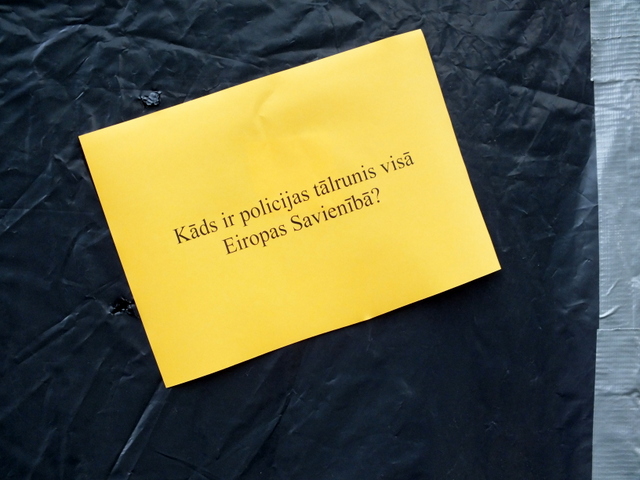 Kāds ir policijas tālrunis visā
Eiropas Savienībā?